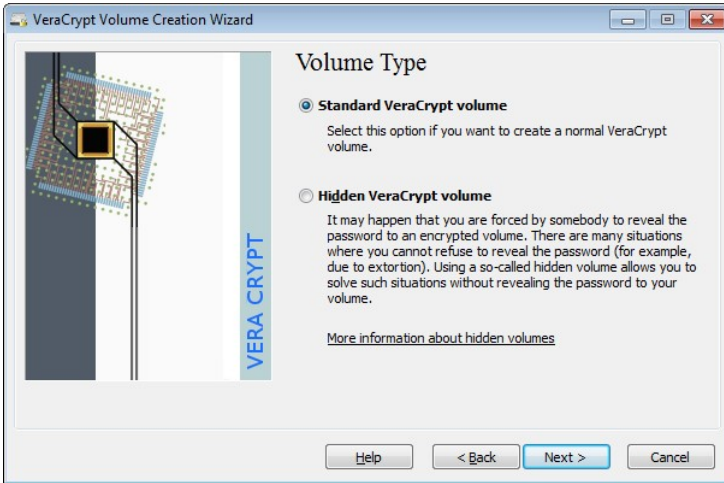 VeraCrypt Volume Creation Wizard
Volume Type
Standard VeraCrypt volume
Select this option if you want to create a normal VeraCrypt
volume.
Hidden VeraCrypt volume
It may happen that you are forced by somebody to reveal the
password to an encrypted volume. There are many situations
where you cannot refuse to reveal the password (for example,
due to extortion). Using a so-called hidden volume allows you to
solve such situations without revealing the password to your
volume.
More information about hidden volumes
VERA CRYPT
Help
< Back
Next >
Cancel